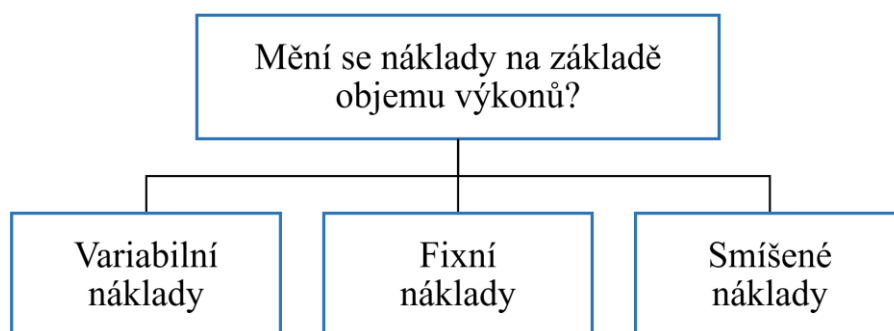 Mění se náklady na základě
objemu výkonů?
Variabilní
náklady
Fixní
náklady
Smíšené
náklady